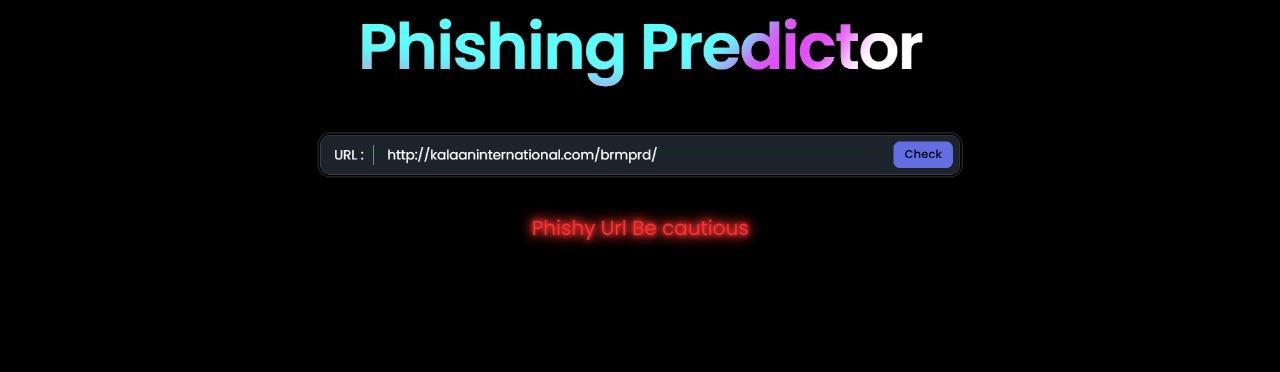 Phishing Predictor
URL : http://kalaaninternational.com/brmprd/ Check
Phishy Url Be cautious